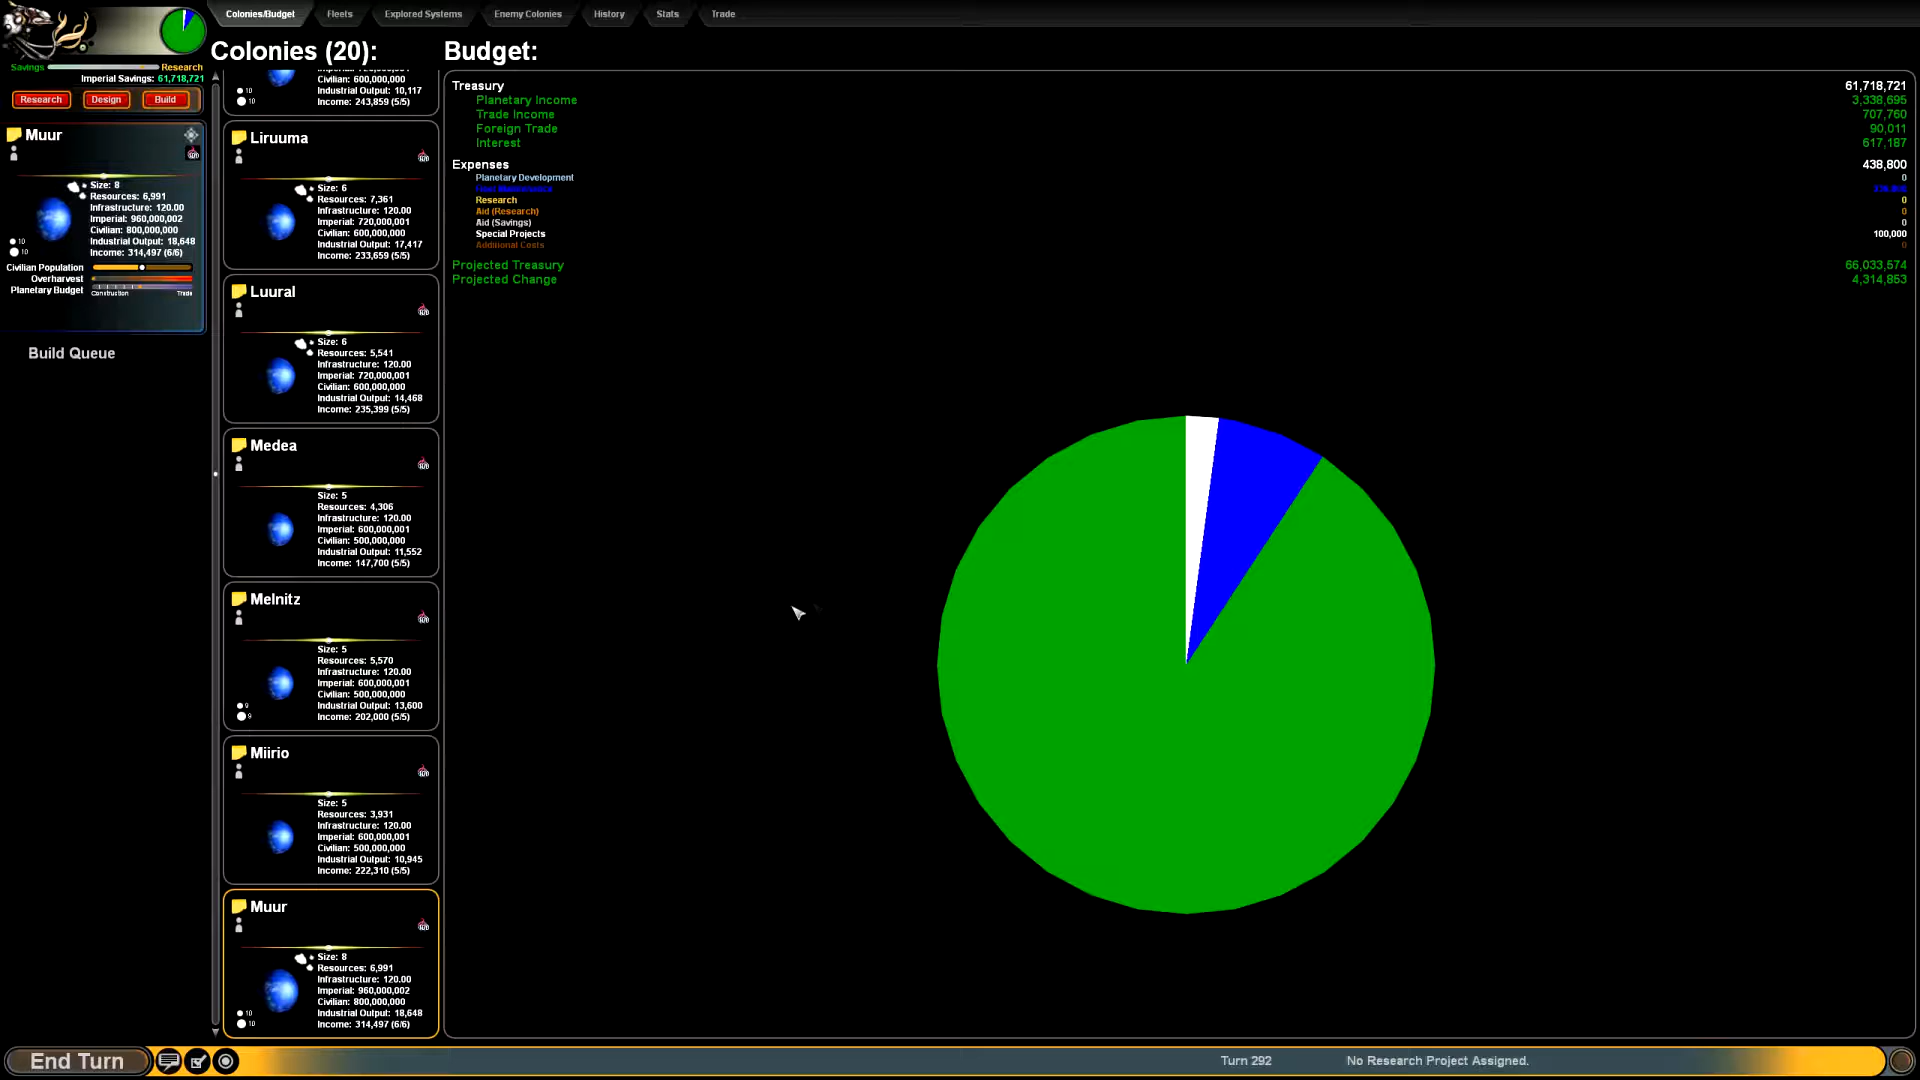 Colonies/Budget
Fleets
Explored Systems
Enemy Colonies
History
Stats
Trade
Savings
Research
Imperial Savings: 61,718,721
Research
Design
Build
Muur
Size: 8
Resources: 6,991
Infrastructure: 120.00
Imperial: 960,000,002
Civilian: 800,000,000
10
Industrial Output: 18,648
10
Income: 314,497 (6/6)
Civilian Population
Overharvest
Planetary Budget
Construction
Trade
Build Queue
Colonies (20):
Civilian: 600,000,000
10
Industrial Output: 10,117
10
Income: 243,859 (5/5)
Liruuma
Size: 6
Resources: 7,361
Infrastructure: 120.00
Imperial: 720,000,001
Civilian: 600,000,000
Industrial Output: 17,417
Income: 233,659 (5/5)
Luural
Size: 6
Resources: 5,541
Infrastructure: 120.00
Imperial: 720,000,001
Civilian: 600,000,000
Industrial Output: 14,468
Income: 235,399 (5/5)
Medea
Size: 5
Resources: 4,306
Infrastructure: 120.00
Imperial: 600,000,001
Civilian: 500,000,000
Industrial Output: 11,552
Income: 147,700 (5/5)
Melnitz
Size: 5
Resources: 5,570
Infrastructure: 120.00
Imperial: 600,000,001
Civilian: 500,000,000
9
Industrial Output: 13,600
9
Income: 202,000 (5/5)
Miirio
Size: 5
Resources: 3,931
Infrastructure: 120.00
Imperial: 600,000,001
Civilian: 500,000,000
Industrial Output: 10,945
Income: 222,310 (5/5)
Muur
Size: 8
Resources: 6,991
Infrastructure: 120.00
Imperial: 960,000,002
Civilian: 800,000,000
10
Industrial Output: 18,648
10
Income: 314,497 (6/6)
Budget:
Treasury 61,718,721
Planetary Income 3,338,695
Trade Income 707,760
Foreign Trade 90,011
Interest 617,187
Expenses 438,800
Planetary Development 0
Research 0
Aid (Research) 0
Aid (Savings) 0
Special Projects 100,000
Additional Costs 0
Projected Treasury 66,033,574
Projected Change 4,314,853
End Turn
Turn 292
No Research Project Assigned.